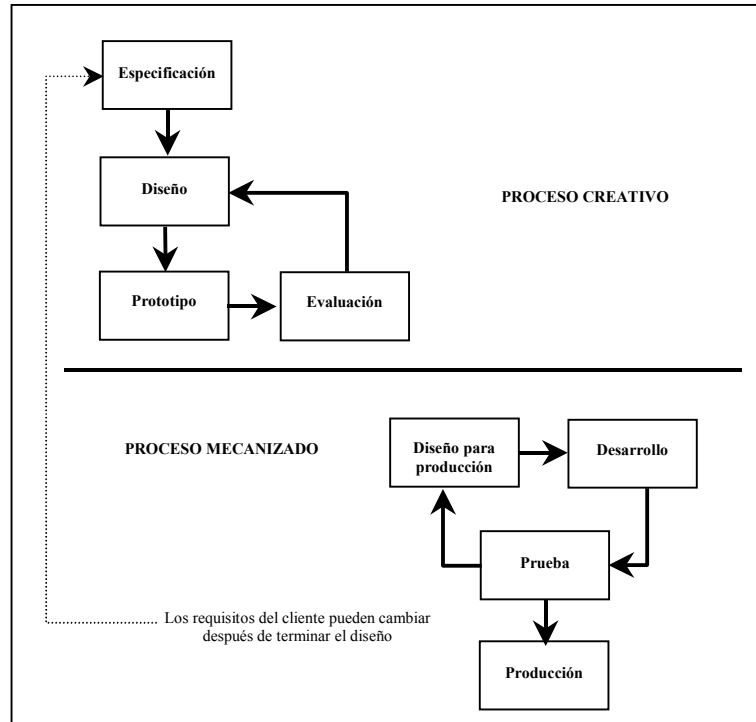 Especificación
Diseño
PROCESO CREATIVO
Prototipo
Evaluación
PROCESO MECANIZADO
Diseño para
producción
Desarrollo
Prueba
Los requisitos del cliente pueden cambiar
después de terminar el diseño
Producción